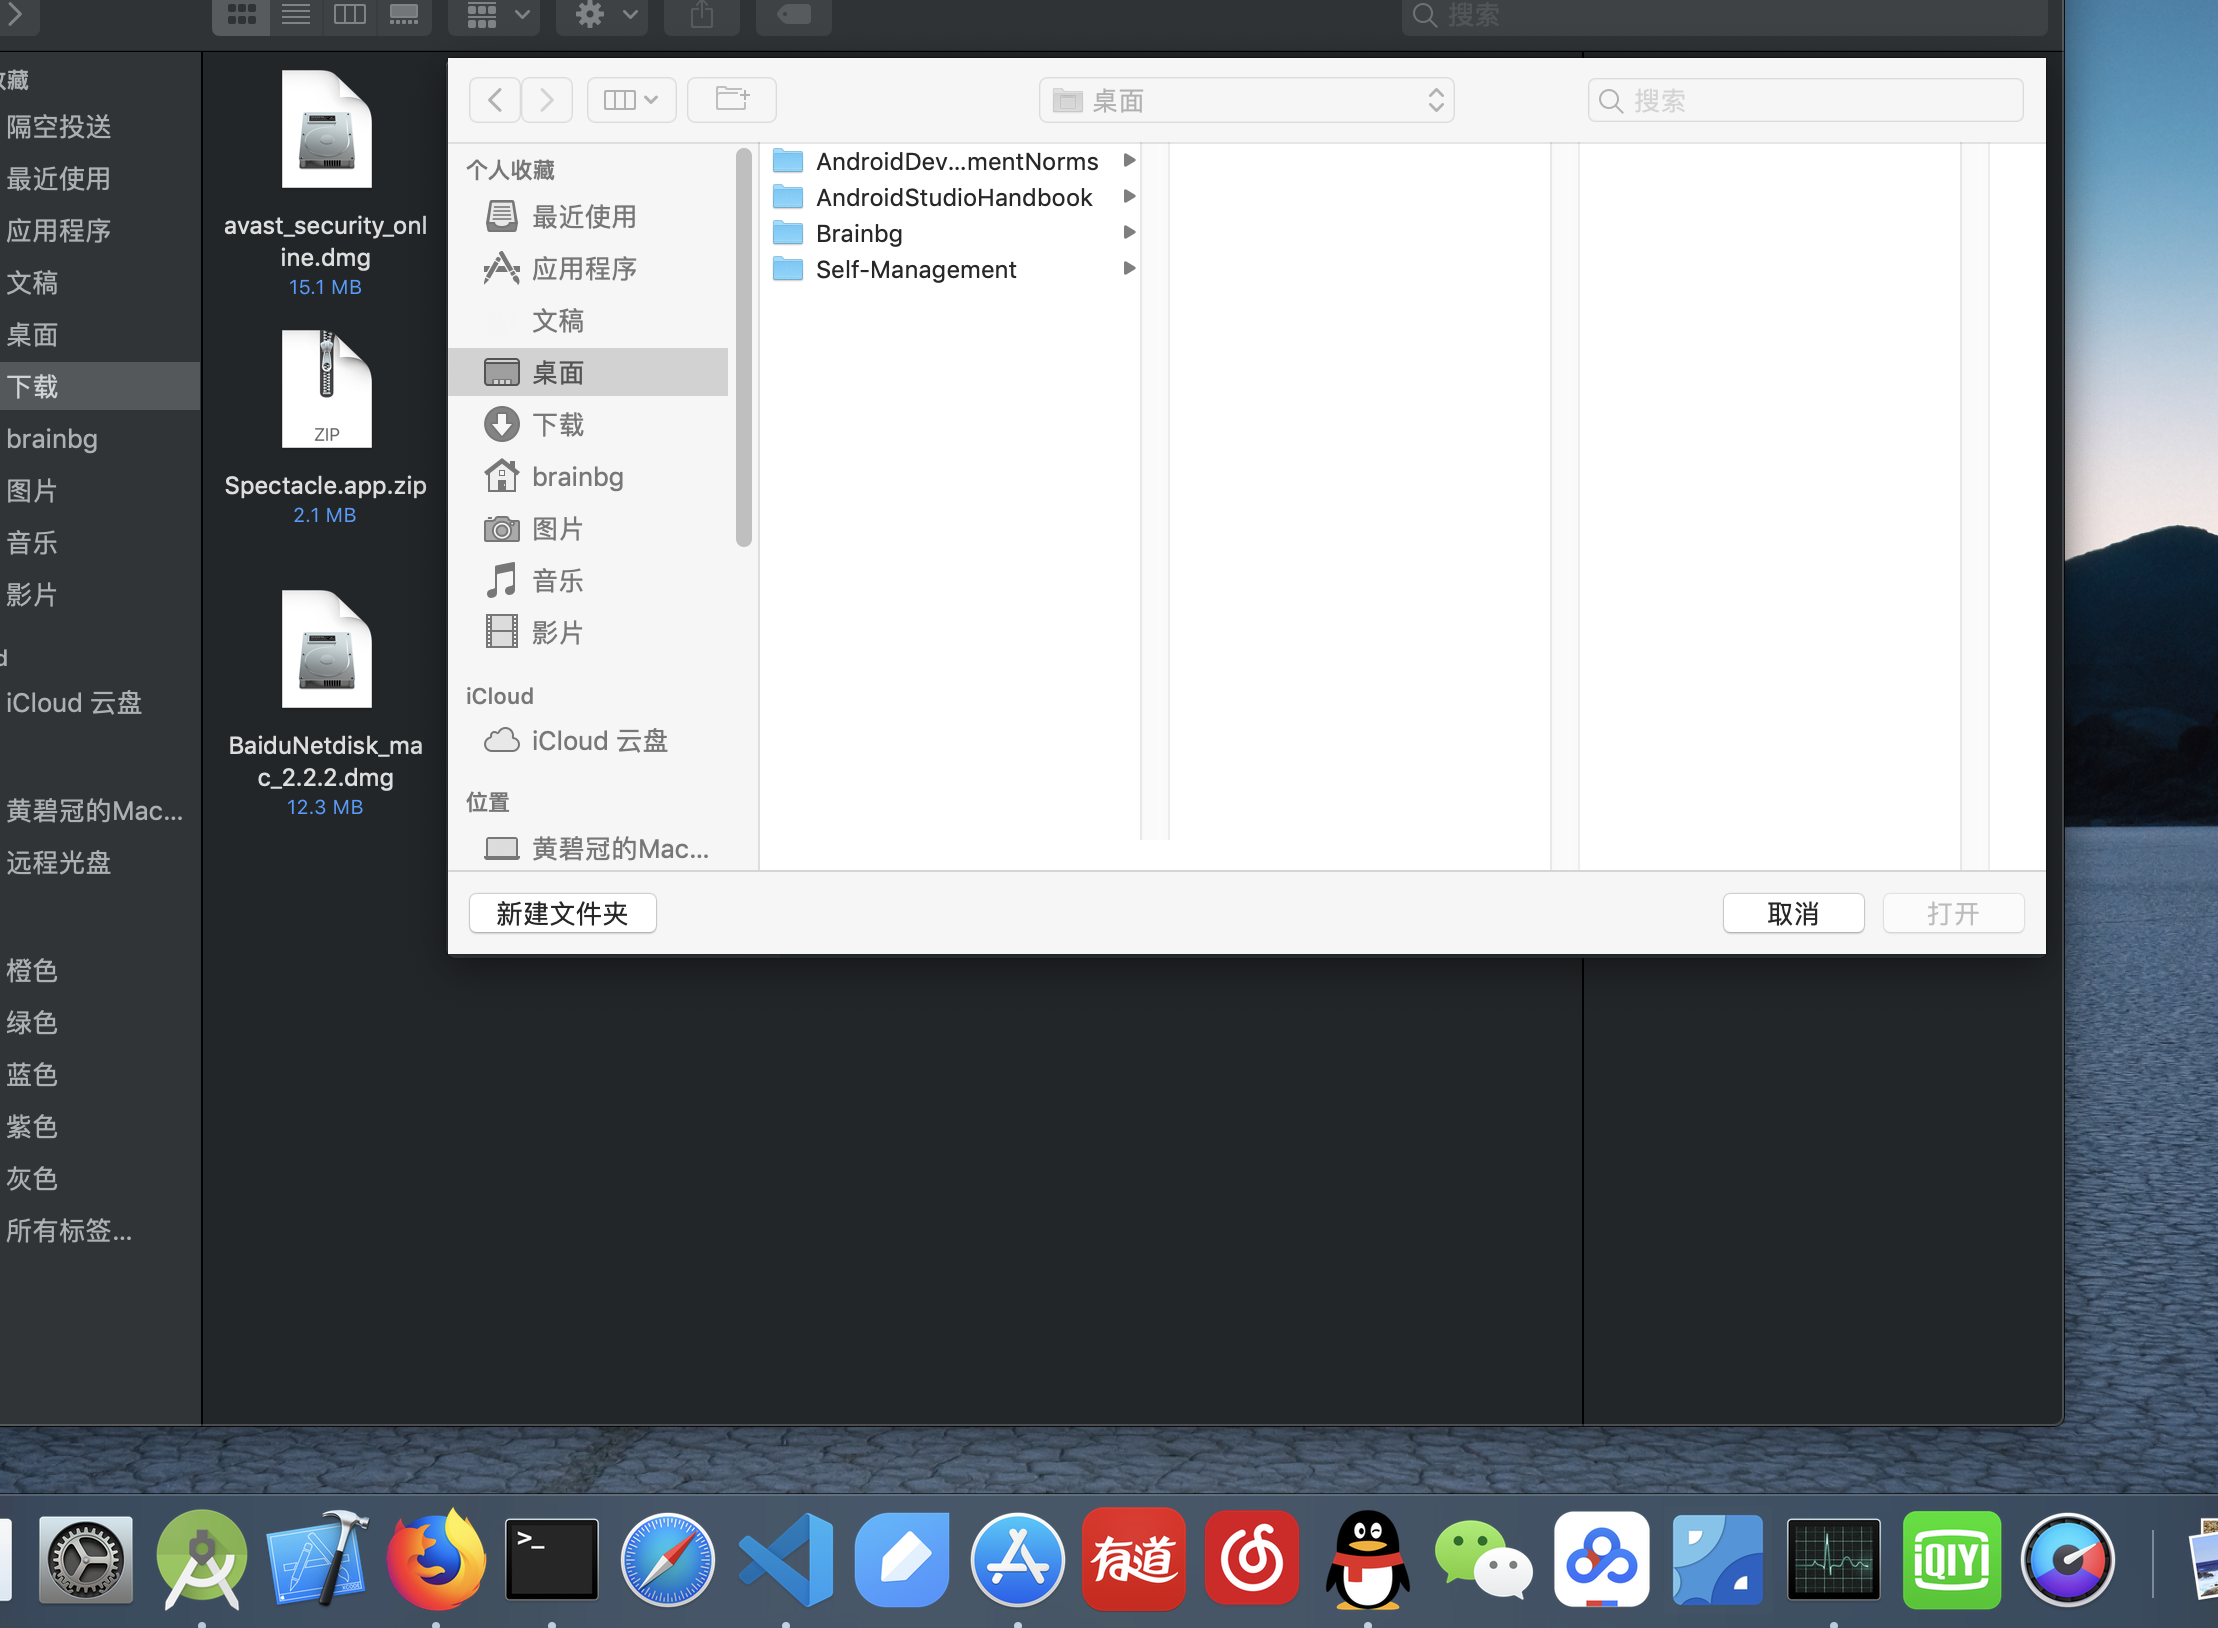 搜索
收藏
隔空投送
最近使用
应用程序
文稿
桌面
下载
brainbg
图片
音乐
影片
d
iCloud 云盘
黄碧冠的Mac...
远程光盘
橙色
绿色
蓝色
紫色
灰色
所有标签...
avast_security_onl
ine.dmg
15.1 MB
ZIP
Spectacle.app.zip
2.1 MB
BaiduNetdisk_ma
c_2.2.2.dmg
12.3 MB
桌面
搜索
个人收藏
最近使用
应用程序
文稿
桌面
下载
brainbg
图片
音乐
影片
iCloud
iCloud 云盘
位置
黄碧冠的Mac...
AndroidDev...mentNorms
AndroidStudioHandbook
Brainbg
Self-Management
新建文件夹
取消
打开
>_
有道
iQIYI